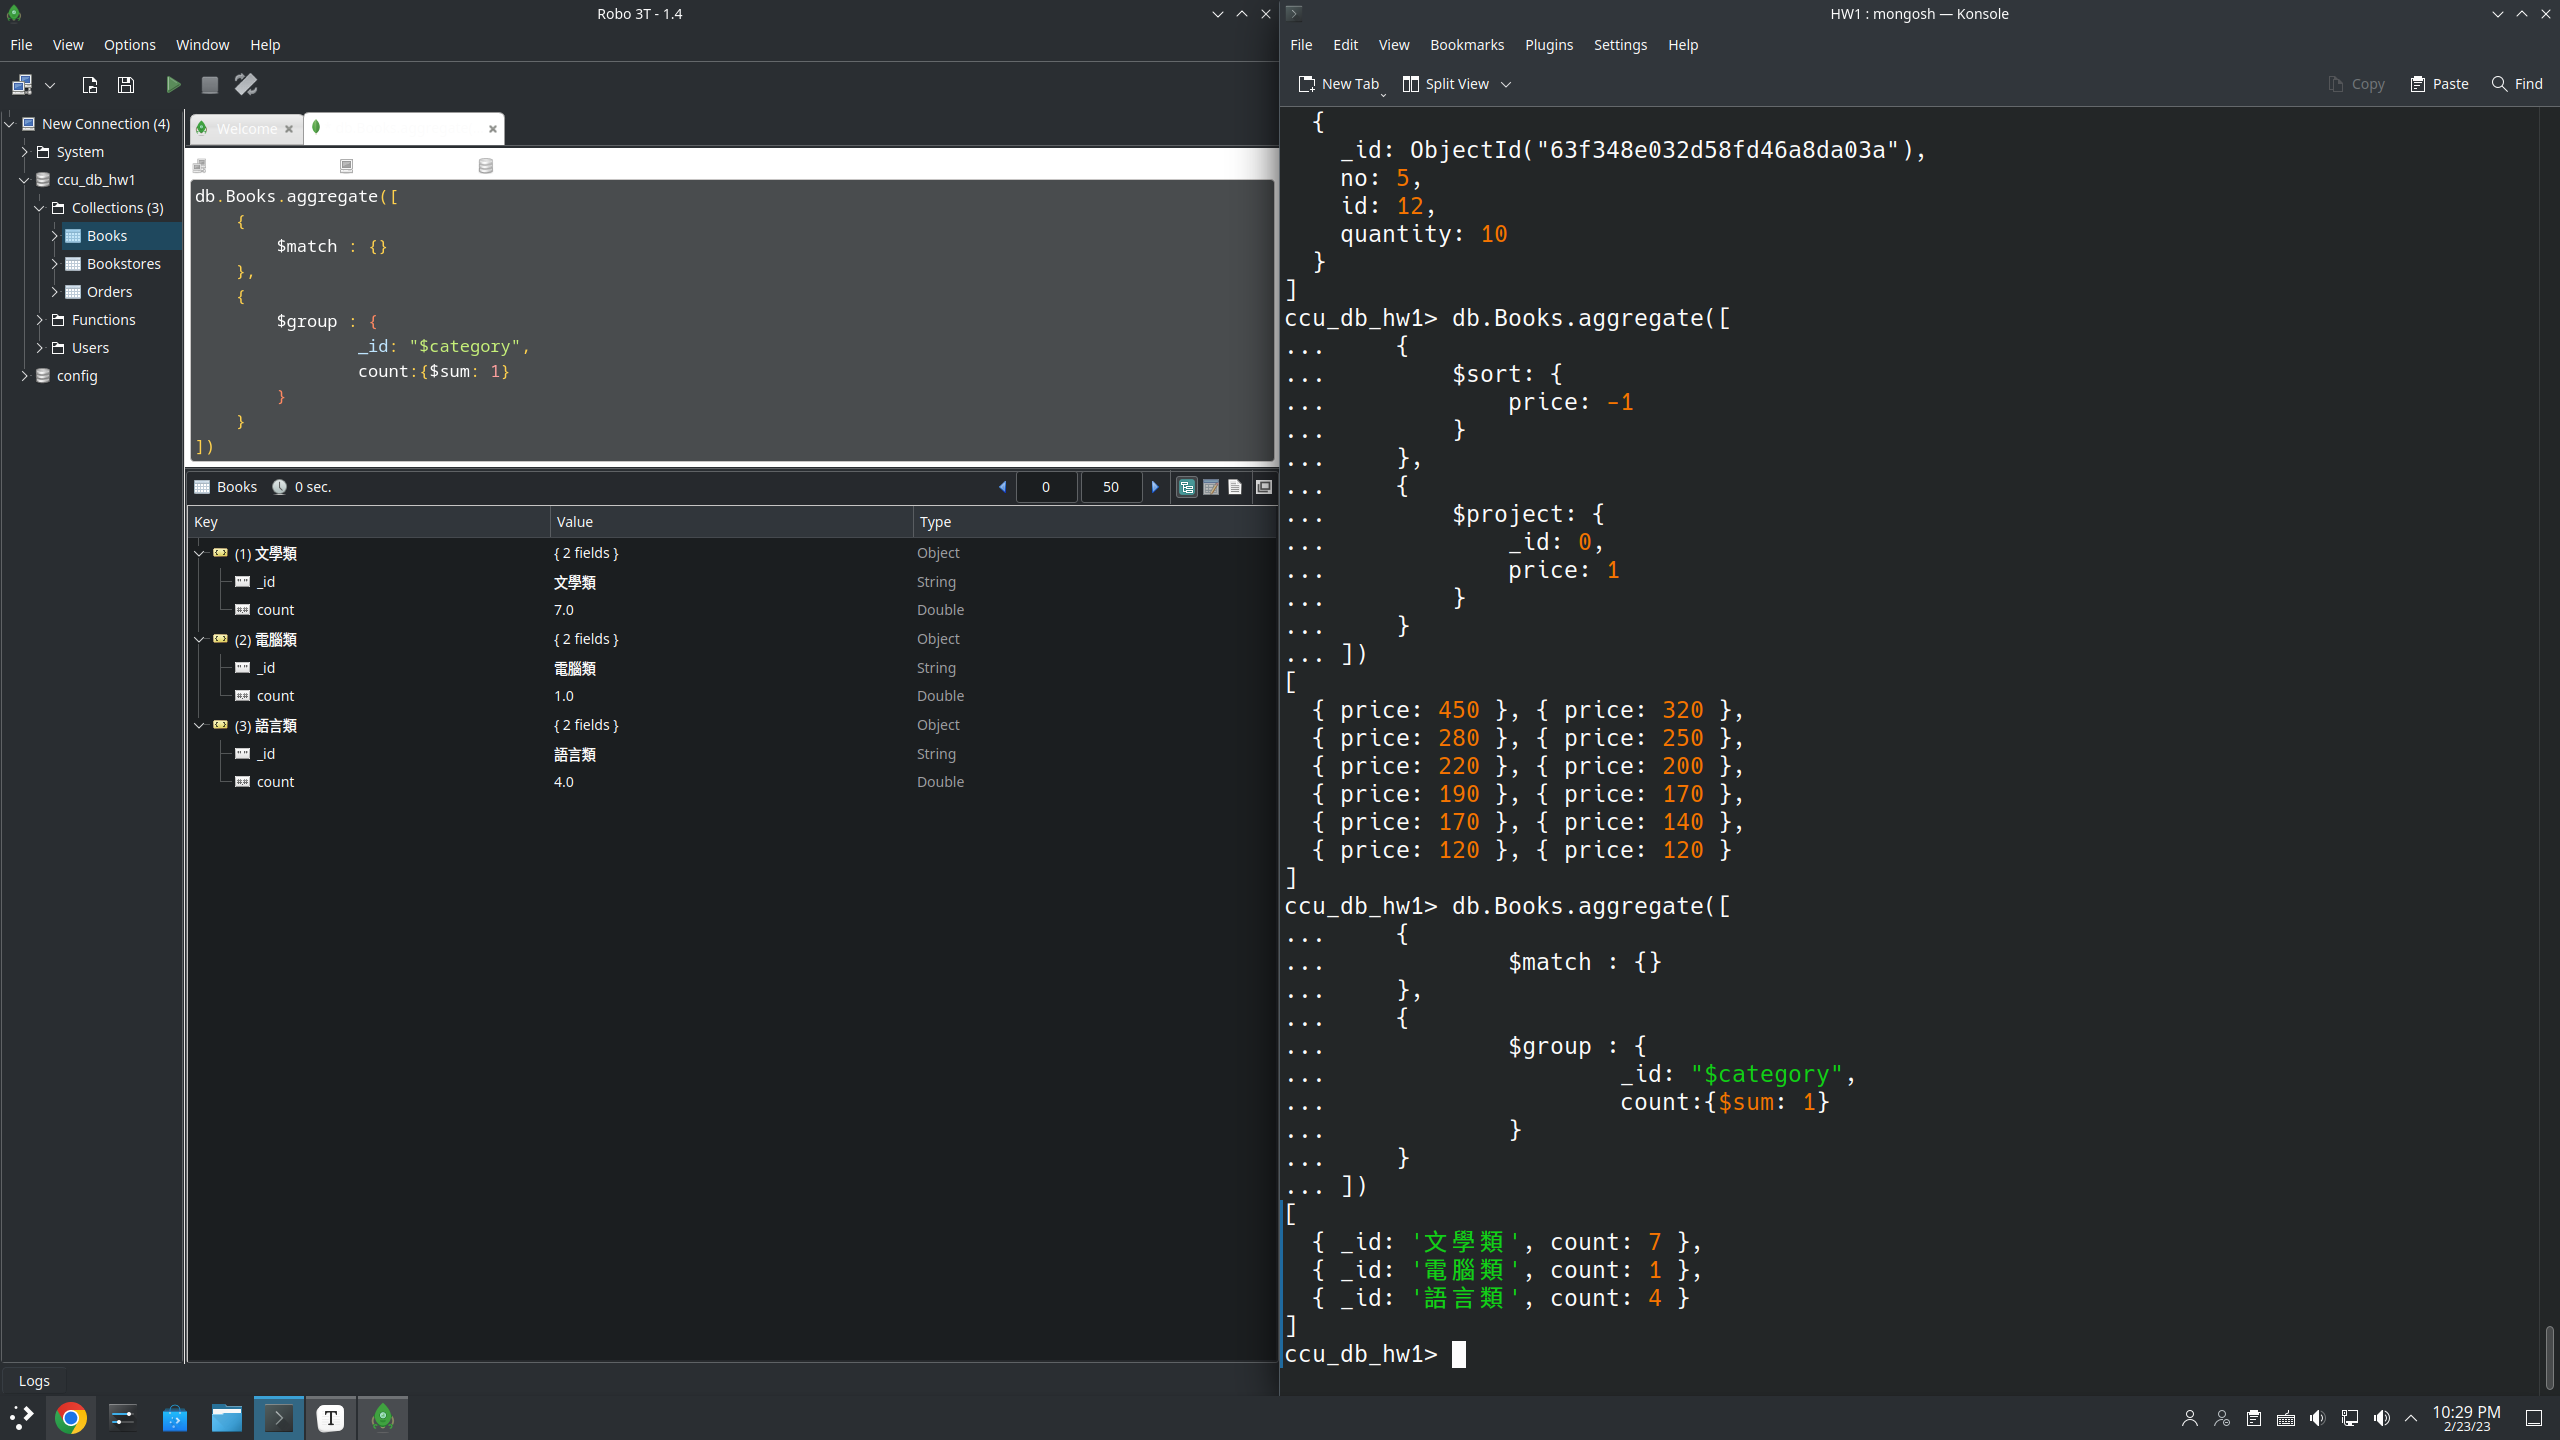 Robo 3T - 1.4
File View Options Window Help
New Connection (4)
System
ccu_db_hw1
Collections (3)
Books
Bookstores
Orders
Functions
Users
config
Welcome
db.Books.aggregate([
    {
        $match : {}
    },
    {
        $group : {
                _id: "$category",
                count:{$sum: 1}
        }
    }
])
Books 0 sec. 0 50
Key Value Type
(1) 文學類 { 2 fields } Object
_id 文學類 String
count 7.0 Double
(2) 電腦類 { 2 fields } Object
_id 電腦類 String
count 1.0 Double
(3) 語言類 { 2 fields } Object
_id 語言類 String
count 4.0 Double
Logs
HW1 : mongosh — Konsole
File Edit View Bookmarks Plugins Settings Help
New Tab Split View Copy Paste Find
  {
    _id: ObjectId("63f348e032d58fd46a8da03a"),
    no: 5,
    id: 12,
    quantity: 10
  }
]
ccu_db_hw1> db.Books.aggregate([
...     {
...         $sort: {
...             price: -1
...         }
...     },
...     {
...         $project: {
...             _id: 0,
...             price: 1
...         }
...     }
... ])
[
  { price: 450 }, { price: 320 },
  { price: 280 }, { price: 250 },
  { price: 220 }, { price: 200 },
  { price: 190 }, { price: 170 },
  { price: 170 }, { price: 140 },
  { price: 120 }, { price: 120 }
]
ccu_db_hw1> db.Books.aggregate([
...     {
...             $match : {}
...     },
...     {
...             $group : {
...                     _id: "$category",
...                     count:{$sum: 1}
...             }
...     }
... ])
[
  { _id: '文學類', count: 7 },
  { _id: '電腦類', count: 1 },
  { _id: '語言類', count: 4 }
]
ccu_db_hw1>
T
10:29 PM
2/23/23